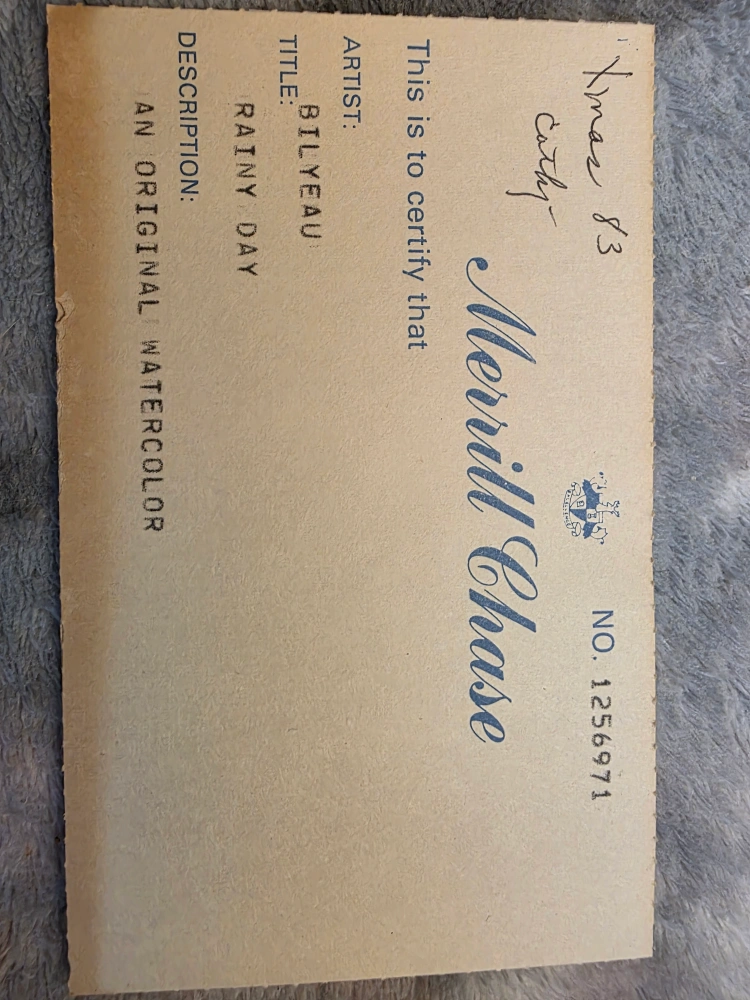 Xmas 83
Cathy
NO. 1256971
Merrill Chase
This is to certify that
ARTIST:
BILYEAU
TITLE:
RAINY DAY
DESCRIPTION:
AN ORIGINAL WATERCOLOR